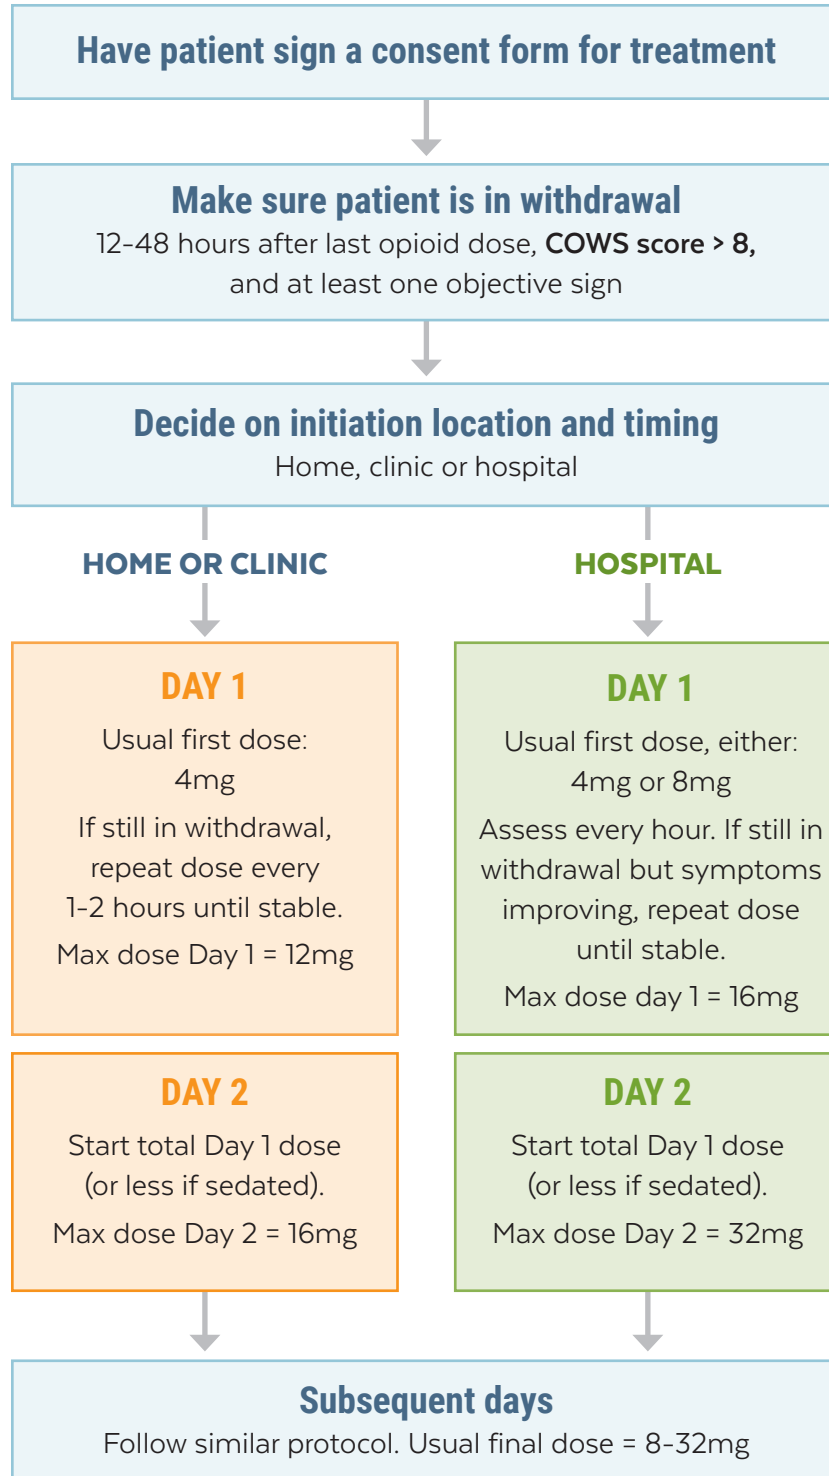 Have patient sign a consent form for treatment
Make sure patient is in withdrawal
12-48 hours after last opioid dose, COWS score > 8,
and at least one objective sign
Decide on initiation location and timing
Home, clinic or hospital
HOME OR CLINIC
DAY 1
Usual first dose:
4mg
If still in withdrawal,
repeat dose every
1-2 hours until stable.
Max dose Day 1 = 12mg
DAY 2
Start total Day 1 dose
(or less if sedated).
Max dose Day 2 = 16mg
HOSPITAL
DAY 1
Usual first dose, either:
4mg or 8mg
Assess every hour. If still in
withdrawal but symptoms
improving, repeat dose
until stable.
Max dose day 1 = 16mg
DAY 2
Start total Day 1 dose
(or less if sedated).
Max dose Day 2 = 32mg
Subsequent days
Follow similar protocol. Usual final dose = 8-32mg